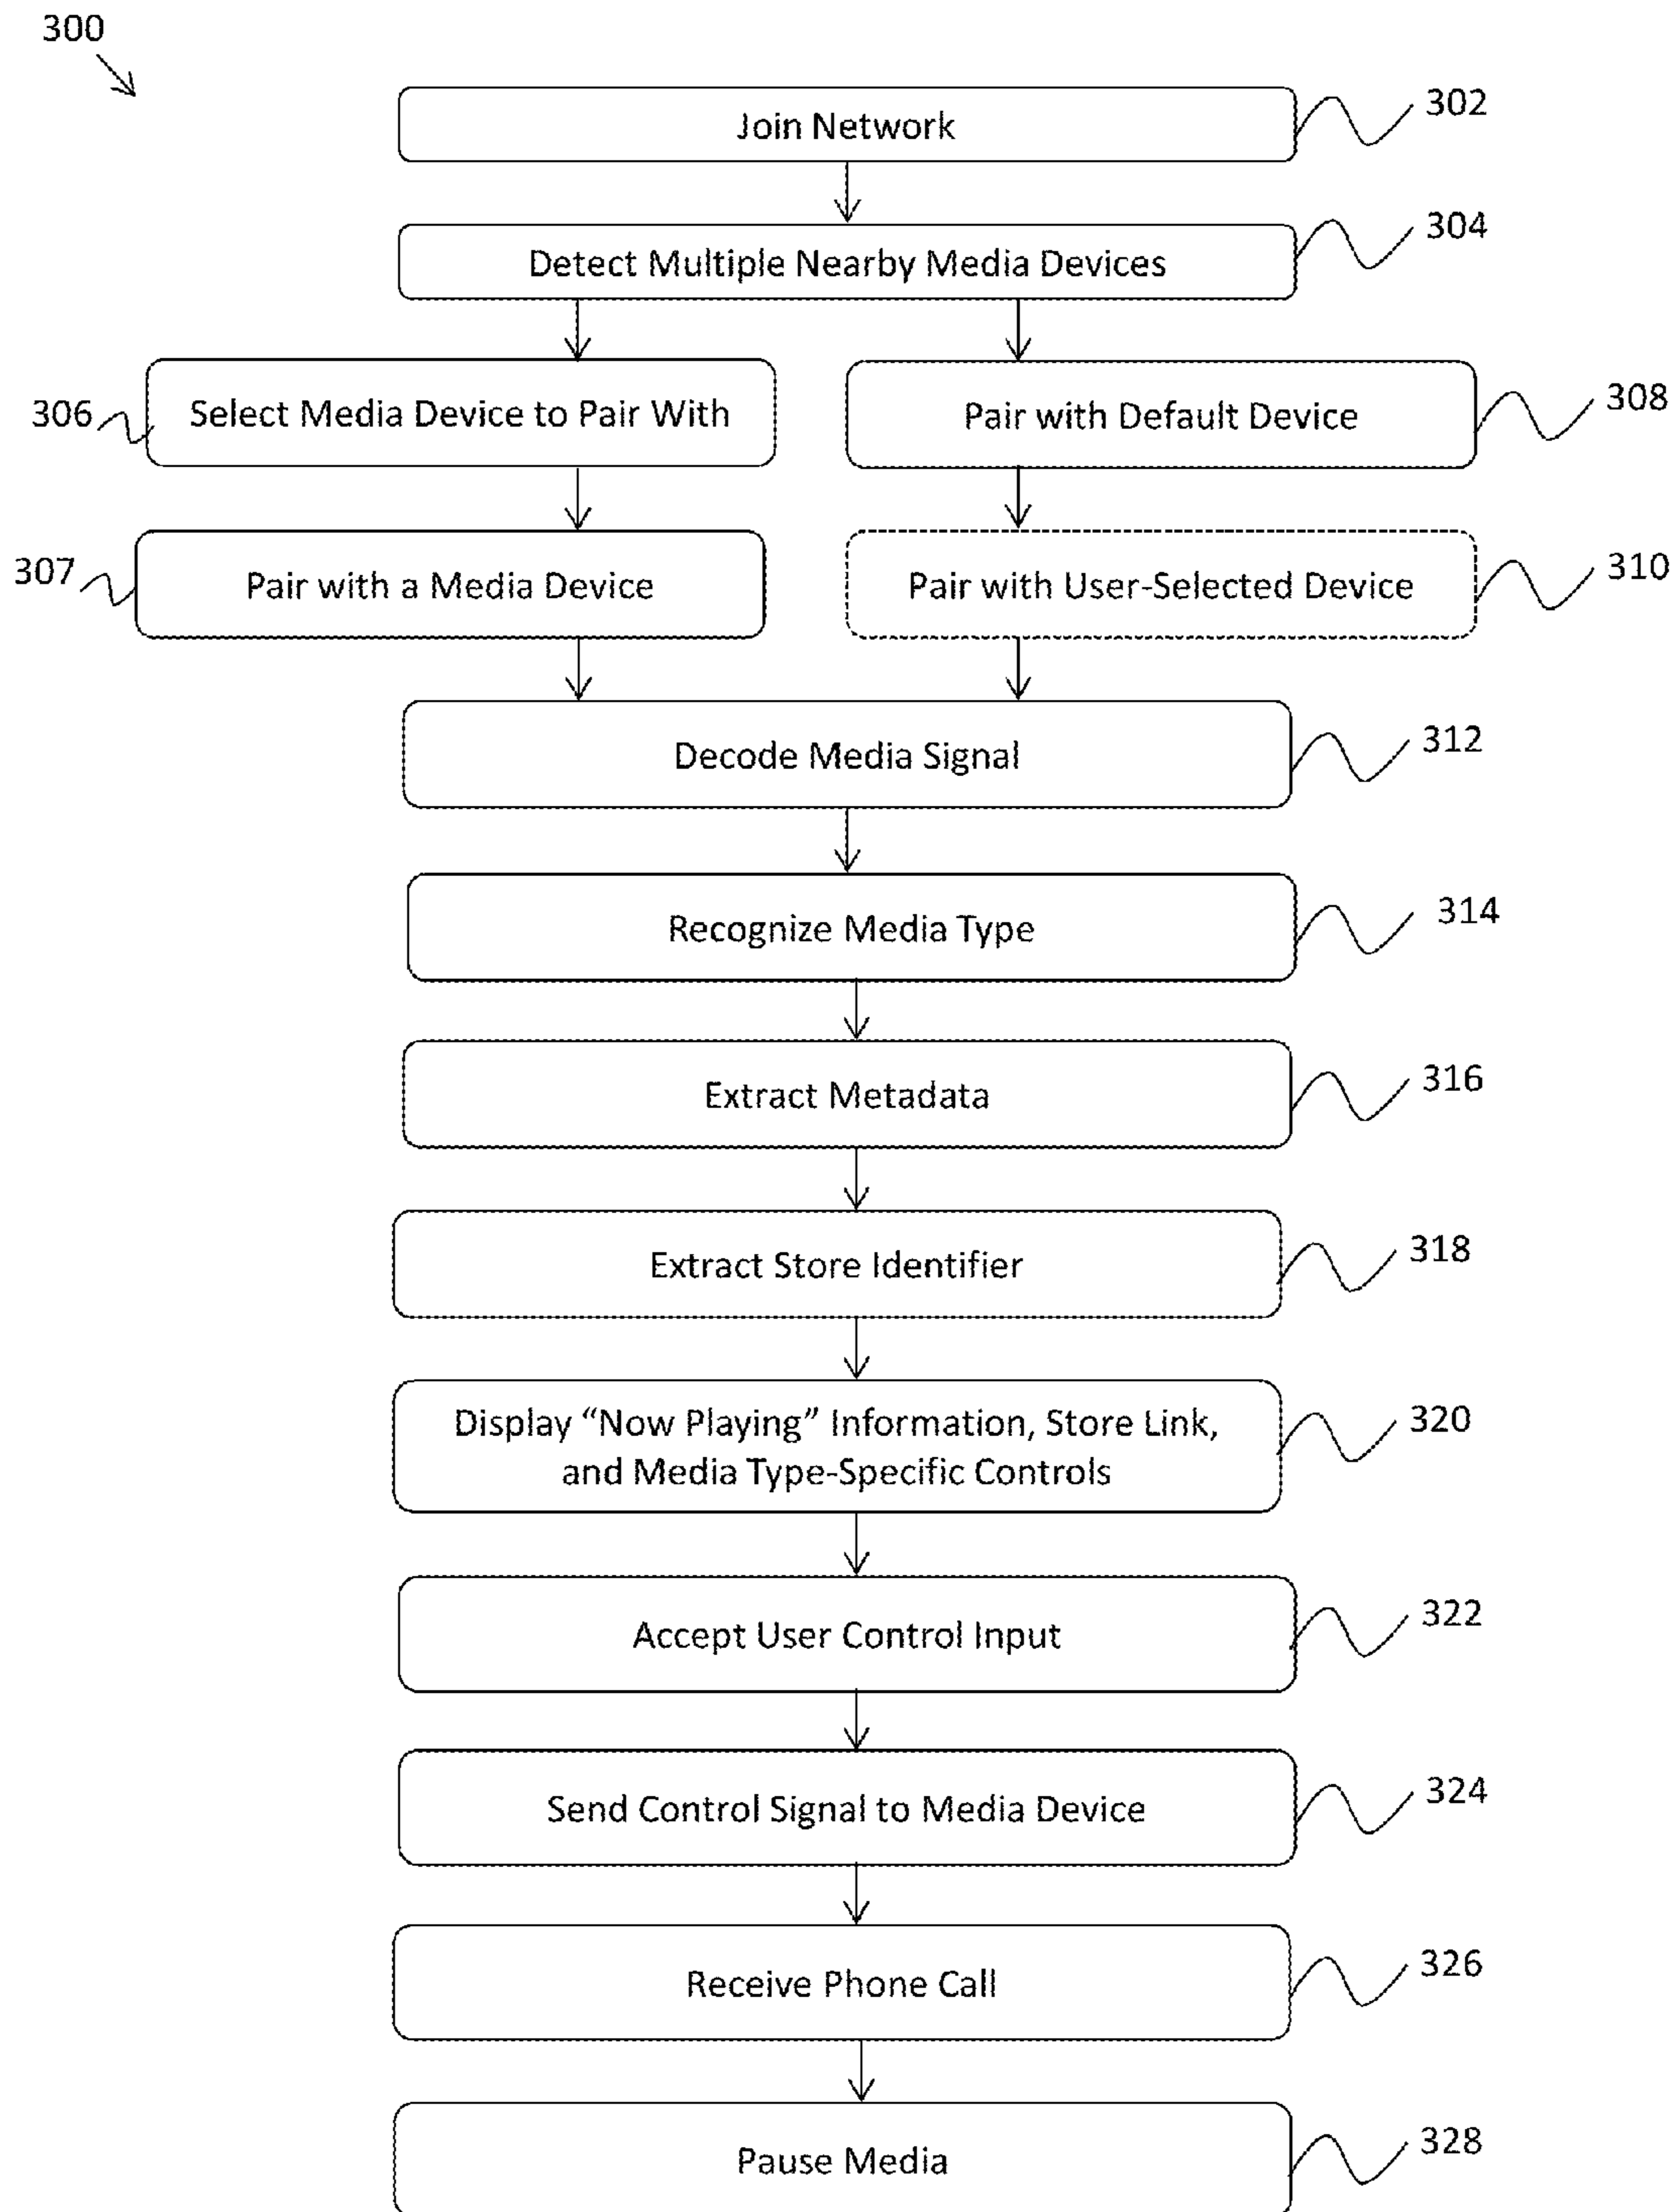 300
Join Network
302
Detect Multiple Nearby Media Devices
304
306
Select Media Device to Pair With
Pair with Default Device
308
307
Pair with a Media Device
Pair with User-Selected Device
310
Decode Media Signal
312
Recognize Media Type
314
Extract Metadata
316
Extract Store Identifier
318
Display “Now Playing” Information, Store Link,
and Media Type-Specific Controls
320
Accept User Control Input
322
Send Control Signal to Media Device
324
Receive Phone Call
326
Pause Media
328